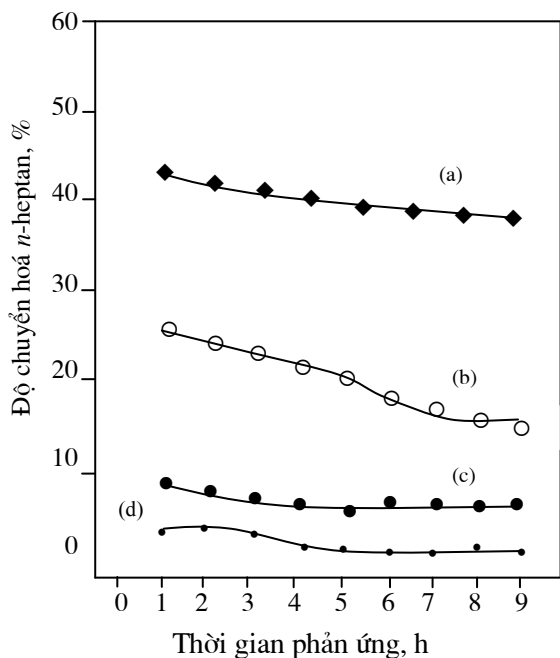 60
50
40
30
20
10
0
Độ chuyển hoá n-heptan, %
(a)
(b)
(c)
(d)
0 1 2 3 4 5 6 7 8 9
Thời gian phản ứng, h